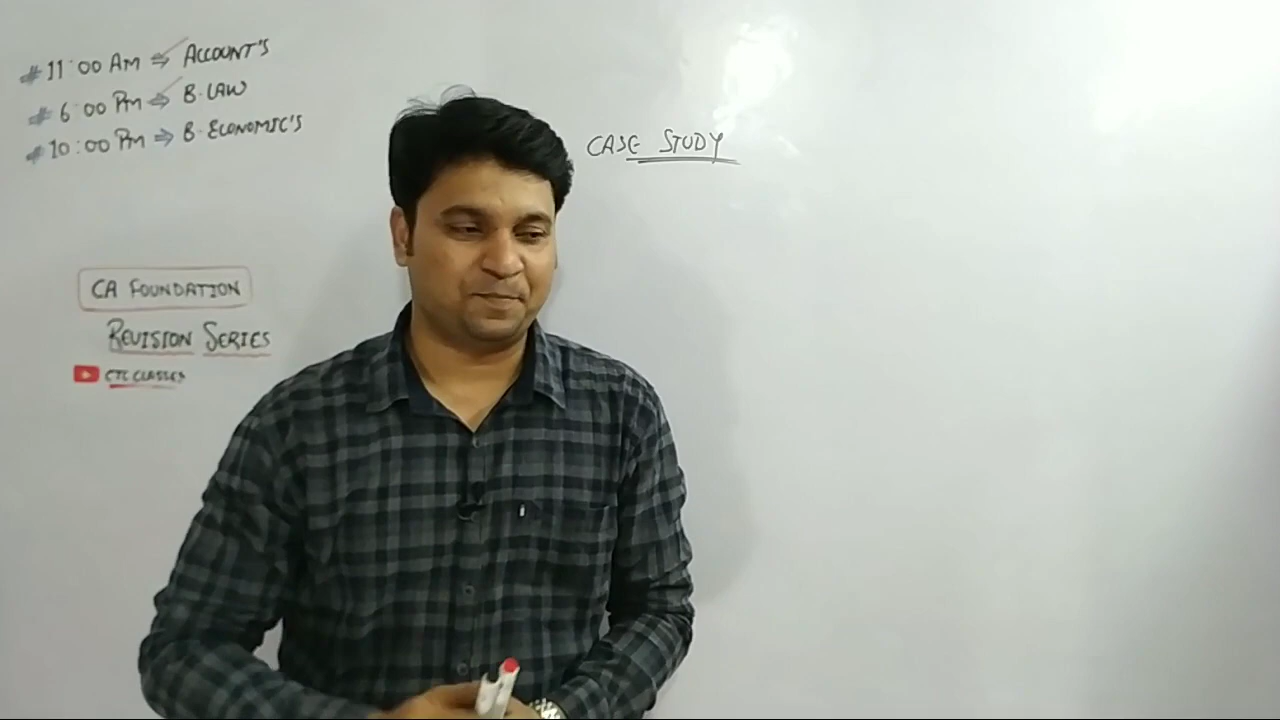 # 11:00 AM ⇒ ACCOUNT'S
# 6:00 PM ⇒ B.LAW
# 10:00 PM ⇒ B.ECONOMIC'S
CASE STUDY
CA FOUNDATION
REVISION SERIES
CTC CLASSES